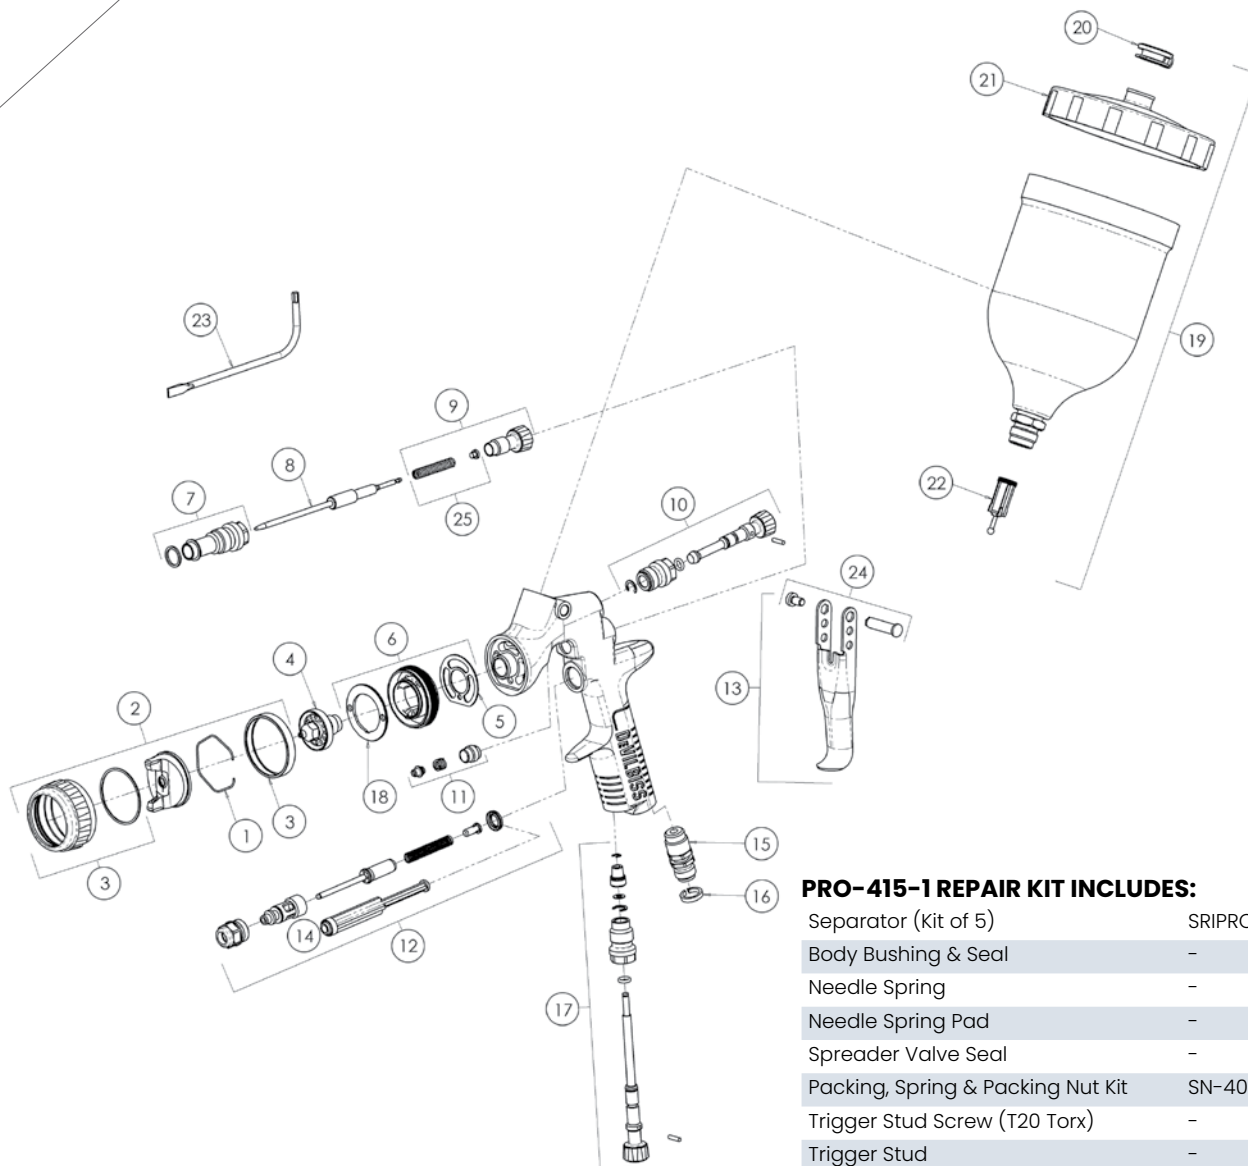 20
21
19
23
9
8
22
7
25
10
24
6
4
13
2
5
DEVILBISS
18
11
1
3
15
3
16
14
12
17
PRO-415-1 REPAIR KIT INCLUDES:
Separator (Kit of 5) SRIPRO
Body Bushing & Seal -
Needle Spring -
Needle Spring Pad -
Spreader Valve Seal -
Packing, Spring & Packing Nut Kit SN-40
Trigger Stud Screw (T20 Torx) -
Trigger Stud -